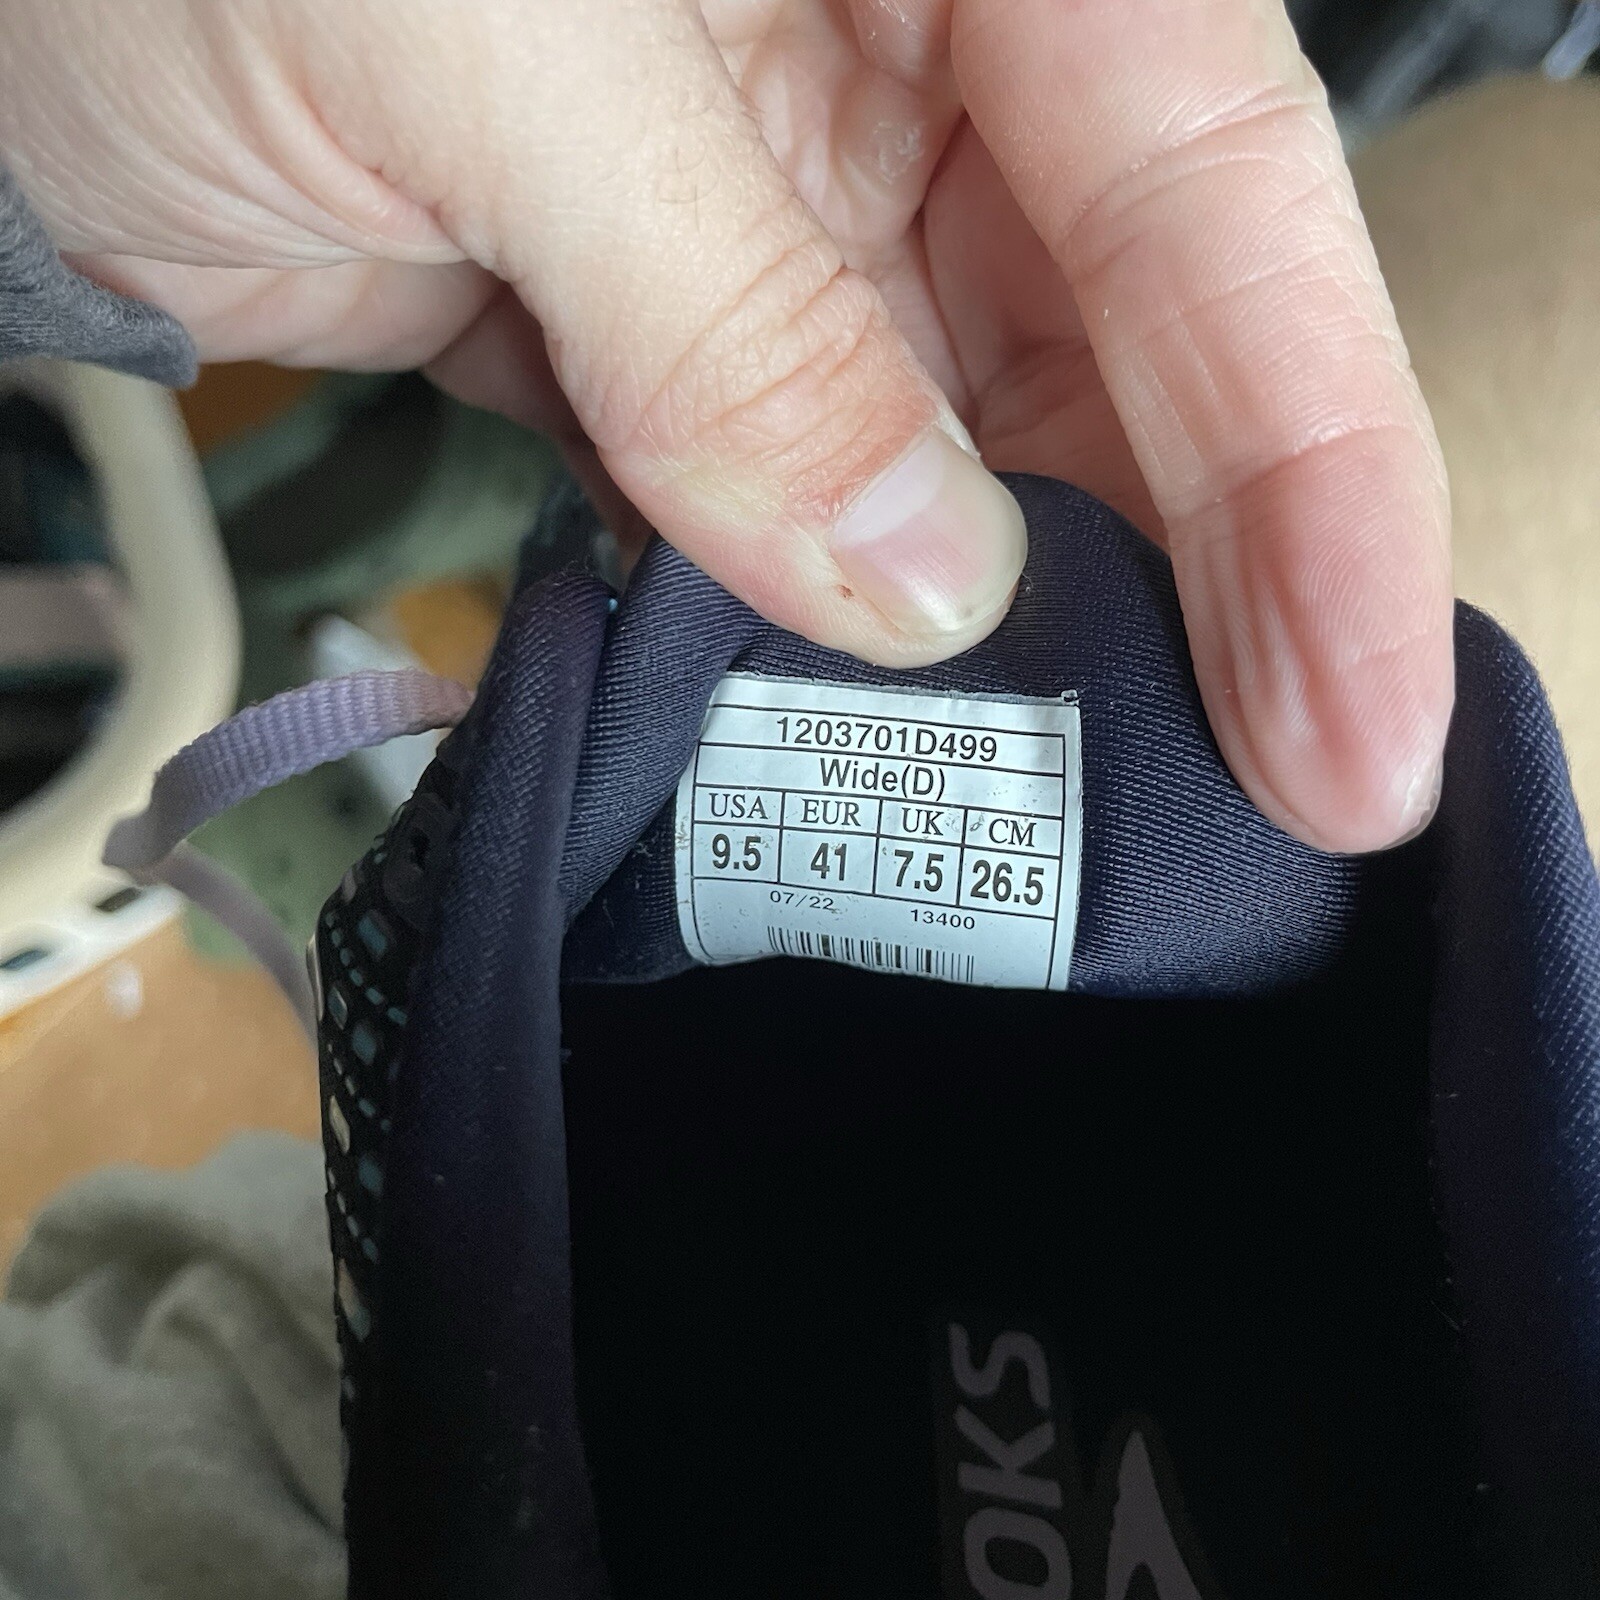 1203701D499
Wide(D)
USA EUR UK CM
9.5 41 7.5 26.5
07/22 13400
OKS